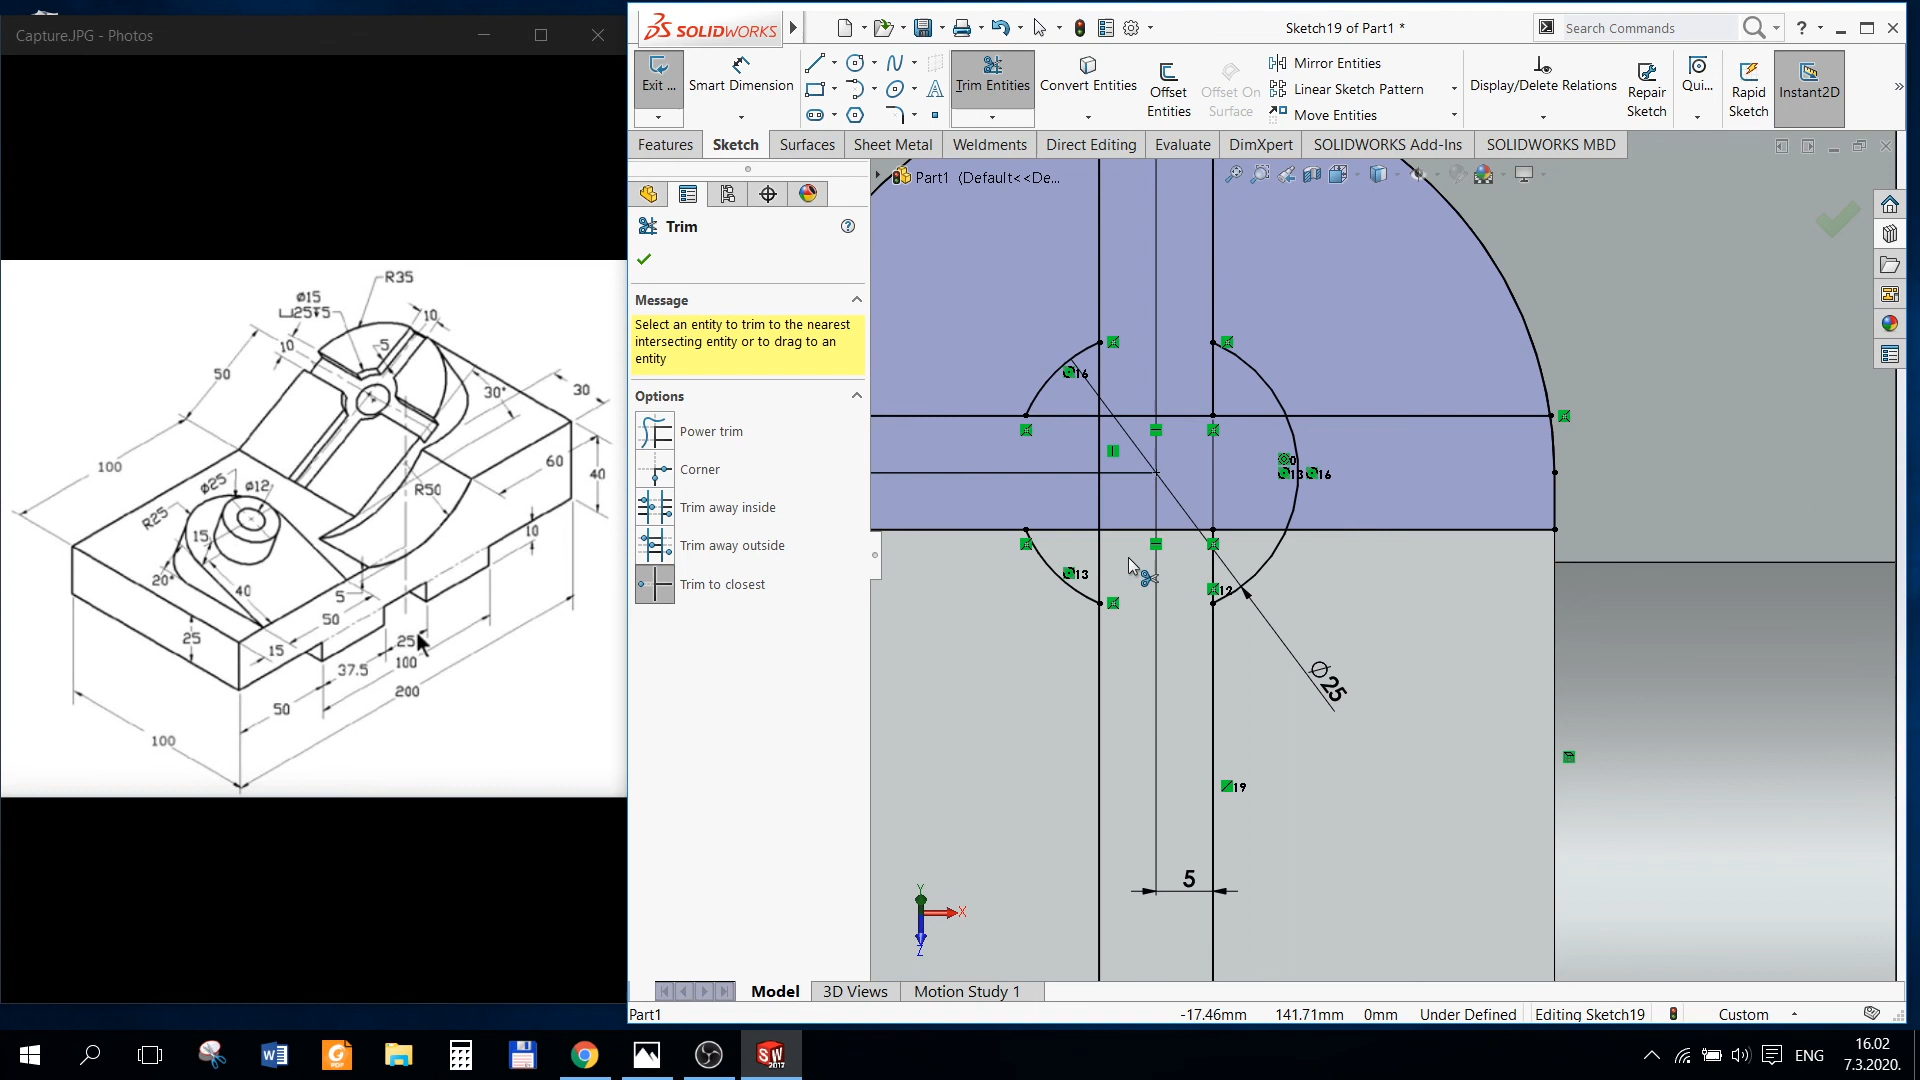 Capture.JPG - Photos
SOLIDWORKS
Sketch19 of Part1 *
Search Commands
Exit ...
Smart Dimension
Trim Entities
Convert Entities
Offset
Entities
Offset On
Surface
Mirror Entities
Linear Sketch Pattern
Move Entities
Display/Delete Relations
Repair
Sketch
Qui...
Rapid
Sketch
Instant2D
Features
Sketch
Surfaces
Sheet Metal
Weldments
Direct Editing
Evaluate
DimXpert
SOLIDWORKS Add-Ins
SOLIDWORKS MBD
Part1 (Default<<De...
Trim
Message
Select an entity to trim to the nearest
intersecting entity or to drag to an
entity
Options
Power trim
Corner
Trim away inside
Trim away outside
Trim to closest
R35
ø15
⌴25↧5
10
10
5
50
30°
30
100
60
40
R50
ø25
ø12
R25
15
10
20°
40
5
50
25
15
25
37.5
100
200
50
100
16
0
13
16
13
12
19
Ø25
5
Y
X
Z
Model
3D Views
Motion Study 1
Part1
-17.46mm
141.71mm
0mm
Under Defined
Editing Sketch19
Custom
ENG
16.02
7.3.2020.
SW
2017